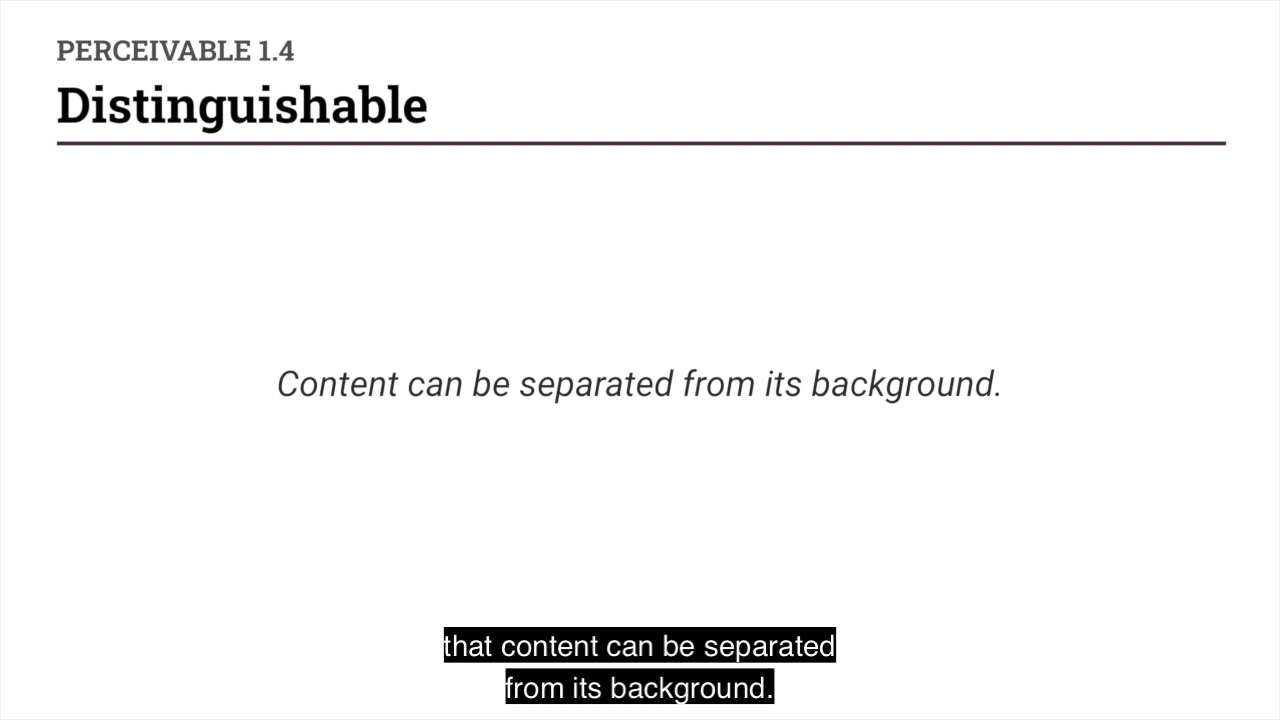 PERCEIVABLE 1.4
Distinguishable
Content can be separated from its background.
that content can be separated
from its background.